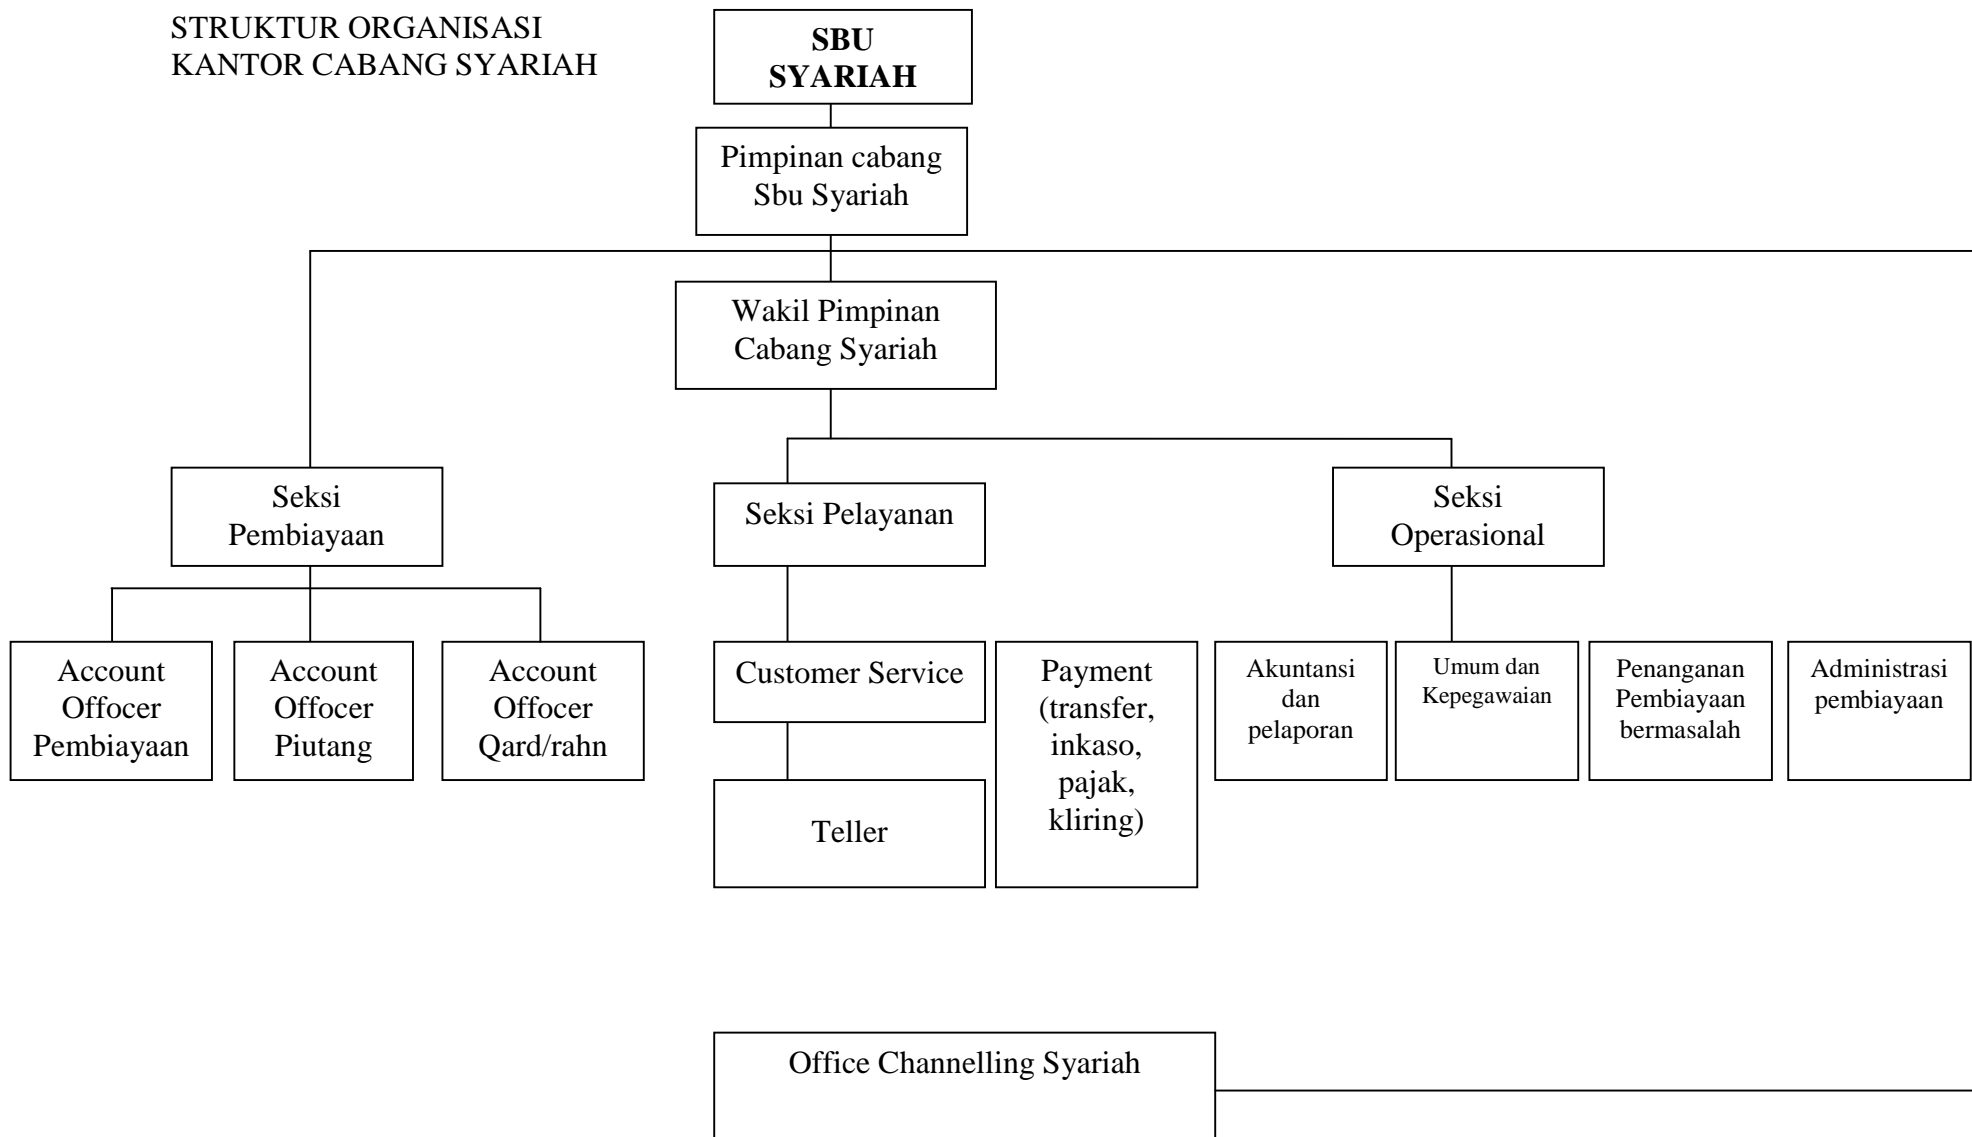 STRUKTUR ORGANISASI
KANTOR CABANG SYARIAH
SBU
SYARIAH
Pimpinan cabang
Sbu Syariah
Wakil Pimpinan
Cabang Syariah
Seksi
Pembiayaan
Seksi Pelayanan
Seksi
Operasional
Account
Offocer
Pembiayaan
Account
Offocer
Piutang
Account
Offocer
Qard/rahn
Customer Service
Teller
Payment
(transfer,
inkaso,
pajak,
kliring)
Akuntansi
dan
pelaporan
Umum dan
Kepegawaian
Penanganan
Pembiayaan
bermasalah
Administrasi
pembiayaan
Office Channelling Syariah